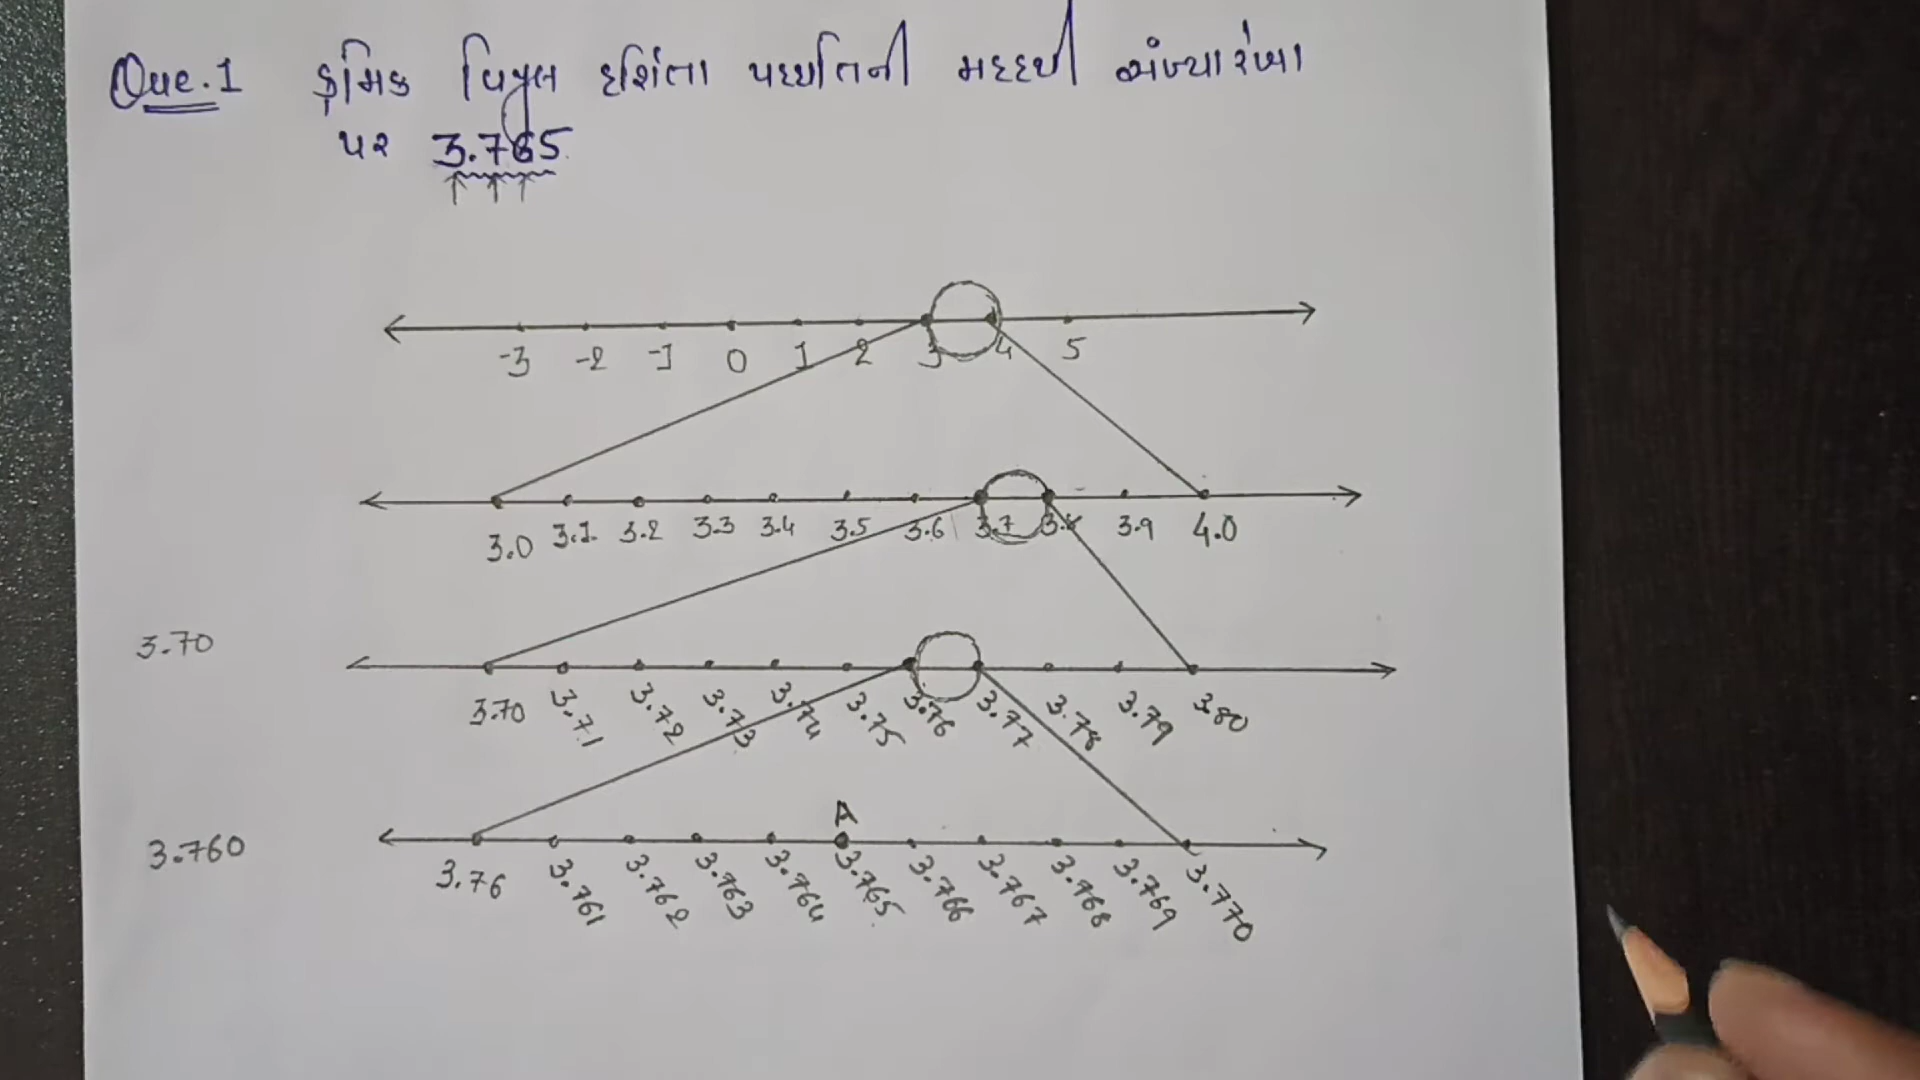 Que.1 ક્રમિક વિપુલ દર્શિતા પધ્ધતિની મદદથી સંખ્યારેખા
પર 3.765
-3 -2 -1 0 1 2 3 4 5
3.0 3.1 3.2 3.3 3.4 3.5 3.6 3.7 3.8 3.9 4.0
3.70
3.70 3.71 3.72 3.73 3.74 3.75 3.76 3.77 3.78 3.79 3.80
A
3.760
3.76 3.761 3.762 3.763 3.764 3.765 3.766 3.767 3.768 3.769 3.770